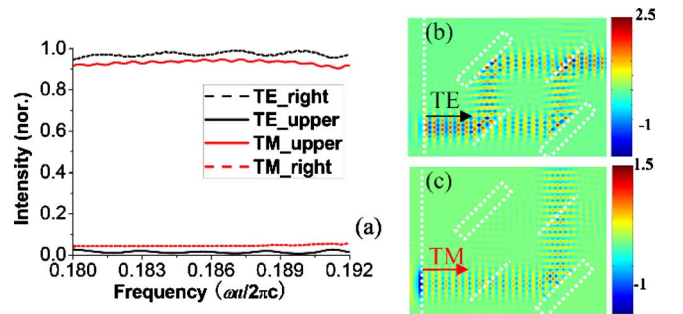 1.0
0.8
0.6
0.4
0.2
0.0
Intensity (nor.)
TE_right
TE_upper
TM_upper
TM_right
(a)
0.180 0.183 0.186 0.189 0.192
Frequency (ωa/2πc)
(b)
TE
2.5
-1
(c)
TM
1.5
-1